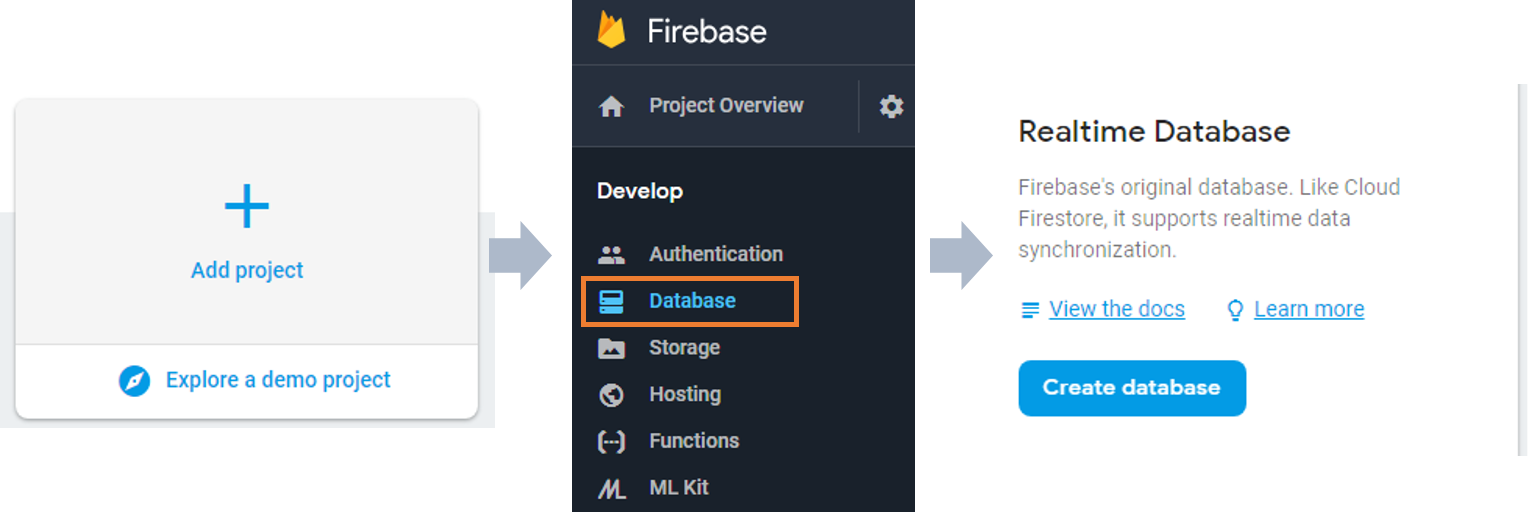 Add project
Explore a demo project
Firebase
Project Overview
Develop
Authentication
Database
Storage
Hosting
Functions
ML Kit
Realtime Database
Firebase's original database. Like Cloud
Firestore, it supports realtime data
synchronization.
View the docs
Learn more
Create database